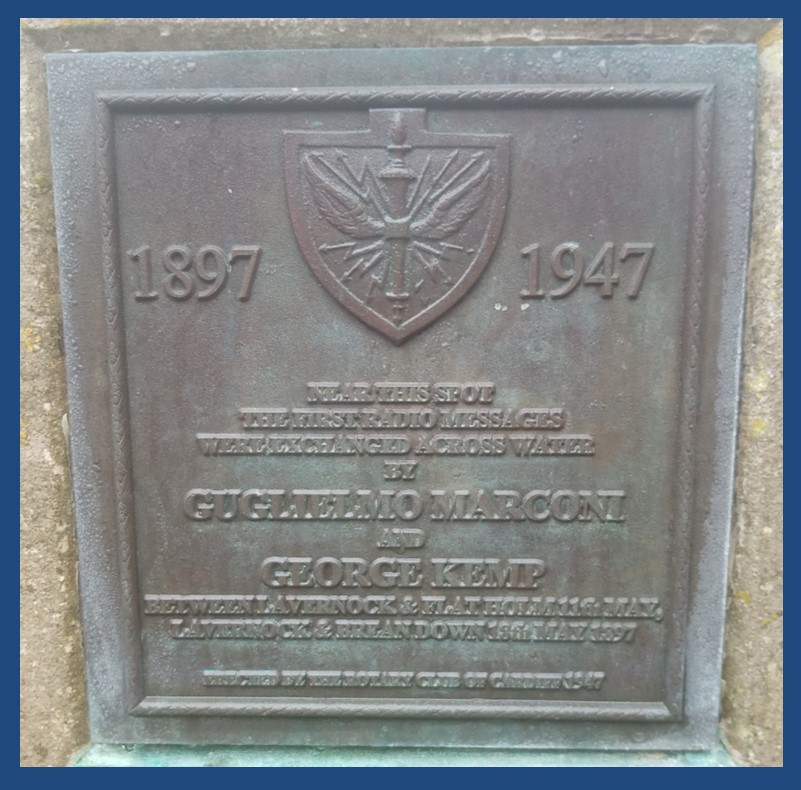 1897 1947
NEAR THIS SPOT
THE FIRST RADIO MESSAGES
WERE EXCHANGED ACROSS WATER
BY
GUGLIELMO MARCONI
AND
GEORGE KEMP
BETWEEN LAVERNOCK & FLAT HOLM 11th MAY,
LAVERNOCK & BREAN DOWN 18th MAY 1897
ERECTED BY THE ROTARY CLUB OF CARDIFF 1947